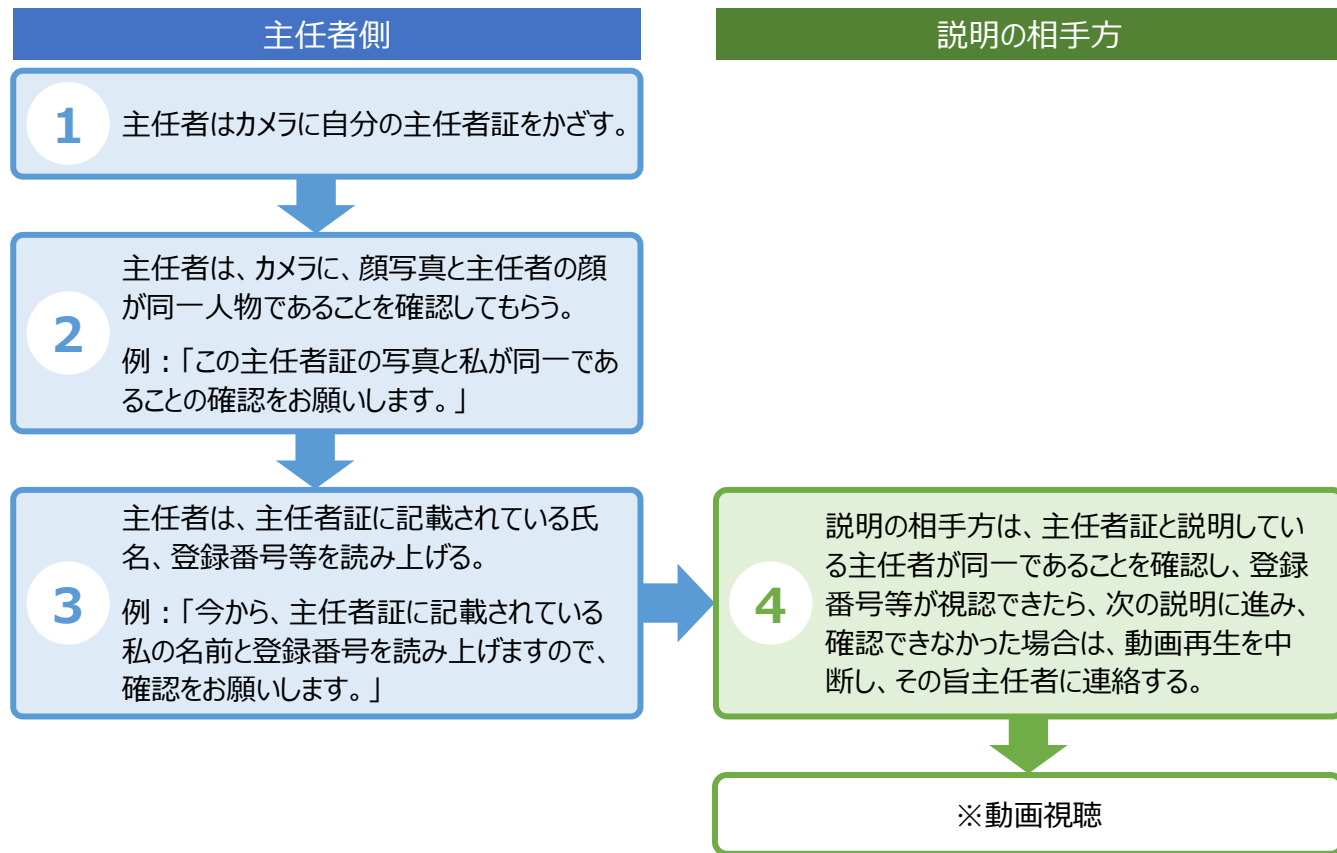 主任者側
説明の相手方
1
主任者はカメラに自分の主任者証をかざす。
2
主任者は、カメラに、顔写真と主任者の顔
が同一人物であることを確認してもらう。
例：「この主任者証の写真と私が同一であ
ることの確認をお願いします。」
3
主任者は、主任者証に記載されている氏
名、登録番号等を読み上げる。
例：「今から、主任者証に記載されている
私の名前と登録番号を読み上げますので、
確認をお願いします。」
4
説明の相手方は、主任者証と説明してい
る主任者が同一であることを確認し、登録
番号等が視認できたら、次の説明に進み、
確認できなかった場合は、動画再生を中
断し、その旨主任者に連絡する。
※動画視聴